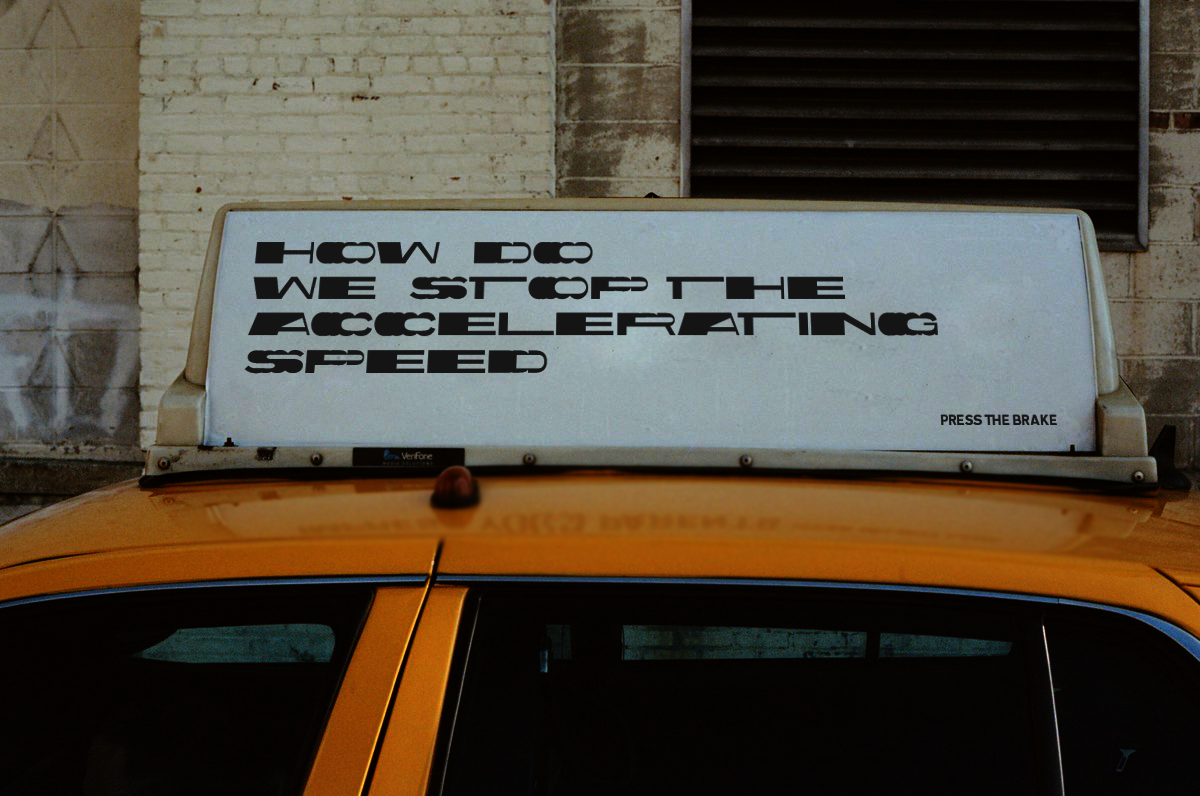 HOW DO
WE STOP THE
ACCELERATING
SPEED
PRESS THE BRAKE
VeriFone